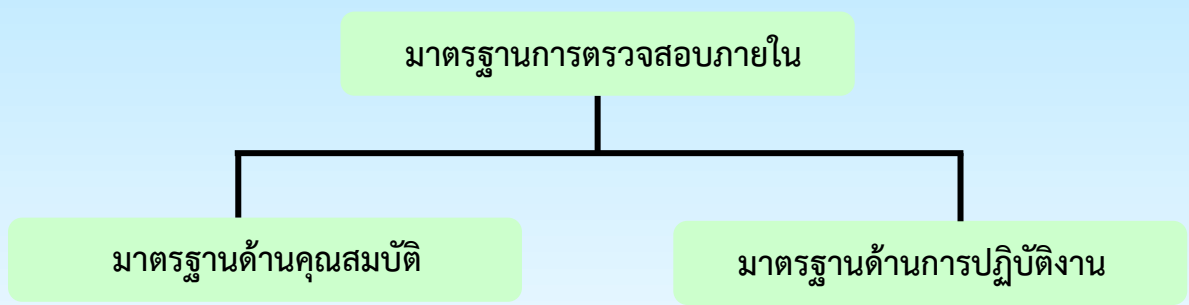 มาตรฐานการตรวจสอบภายใน
มาตรฐานด้านคุณสมบัติ
มาตรฐานด้านการปฏิบัติงาน